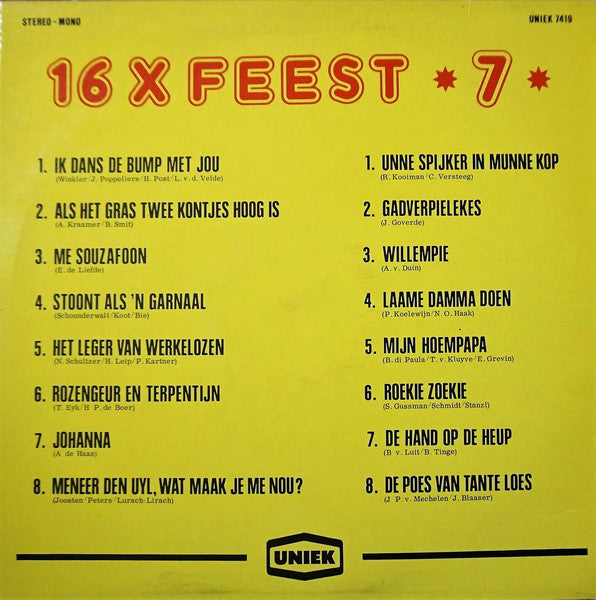 STEREO - MONO
UNIEK 7419
16 X FEEST * 7 *
1. IK DANS DE BUMP MET JOU
(Winkler/J. Poppeliers/H. Post/L. v. d. Velde)
2. ALS HET GRAS TWEE KONTJES HOOG IS
(A. Kraamer/B. Smit)
3. ME SOUZAFOON
(E. de Liefde)
4. STOONT ALS 'N GARNAAL
(Schoonderwalt/Koot/Bie)
5. HET LEGER VAN WERKELOZEN
(N. Schultzer/H. Leip/P. Kartner)
6. ROZENGEUR EN TERPENTIJN
(T. Eyk/H P. de Boer)
7. JOHANNA
(A de Haas)
8. MENEER DEN UYL, WAT MAAK JE ME NOU?
(Joosten/Peters/Lurach-Lirach)
1. UNNE SPIJKER IN MUNNE KOP
(R. Kooiman/C. Versteeg)
2. GADVERPIELEKES
(J. Goverde)
3. WILLEMPIE
(A. v. Duin)
4. LAAME DAMMA DOEN
(P. Koelewijn/N. O. Haak)
5. MIJN HOEMPAPA
(B. di Paula/T. v. Kluyve/E. Grevin)
6. ROEKIE ZOEKIE
(S. Gussman/Schmidt/Stanzl)
7. DE HAND OP DE HEUP
(B v. Luit/B. Tinge)
8. DE POES VAN TANTE LOES
(J P. v. Mechelen/J. Blaaser)
UNIEK